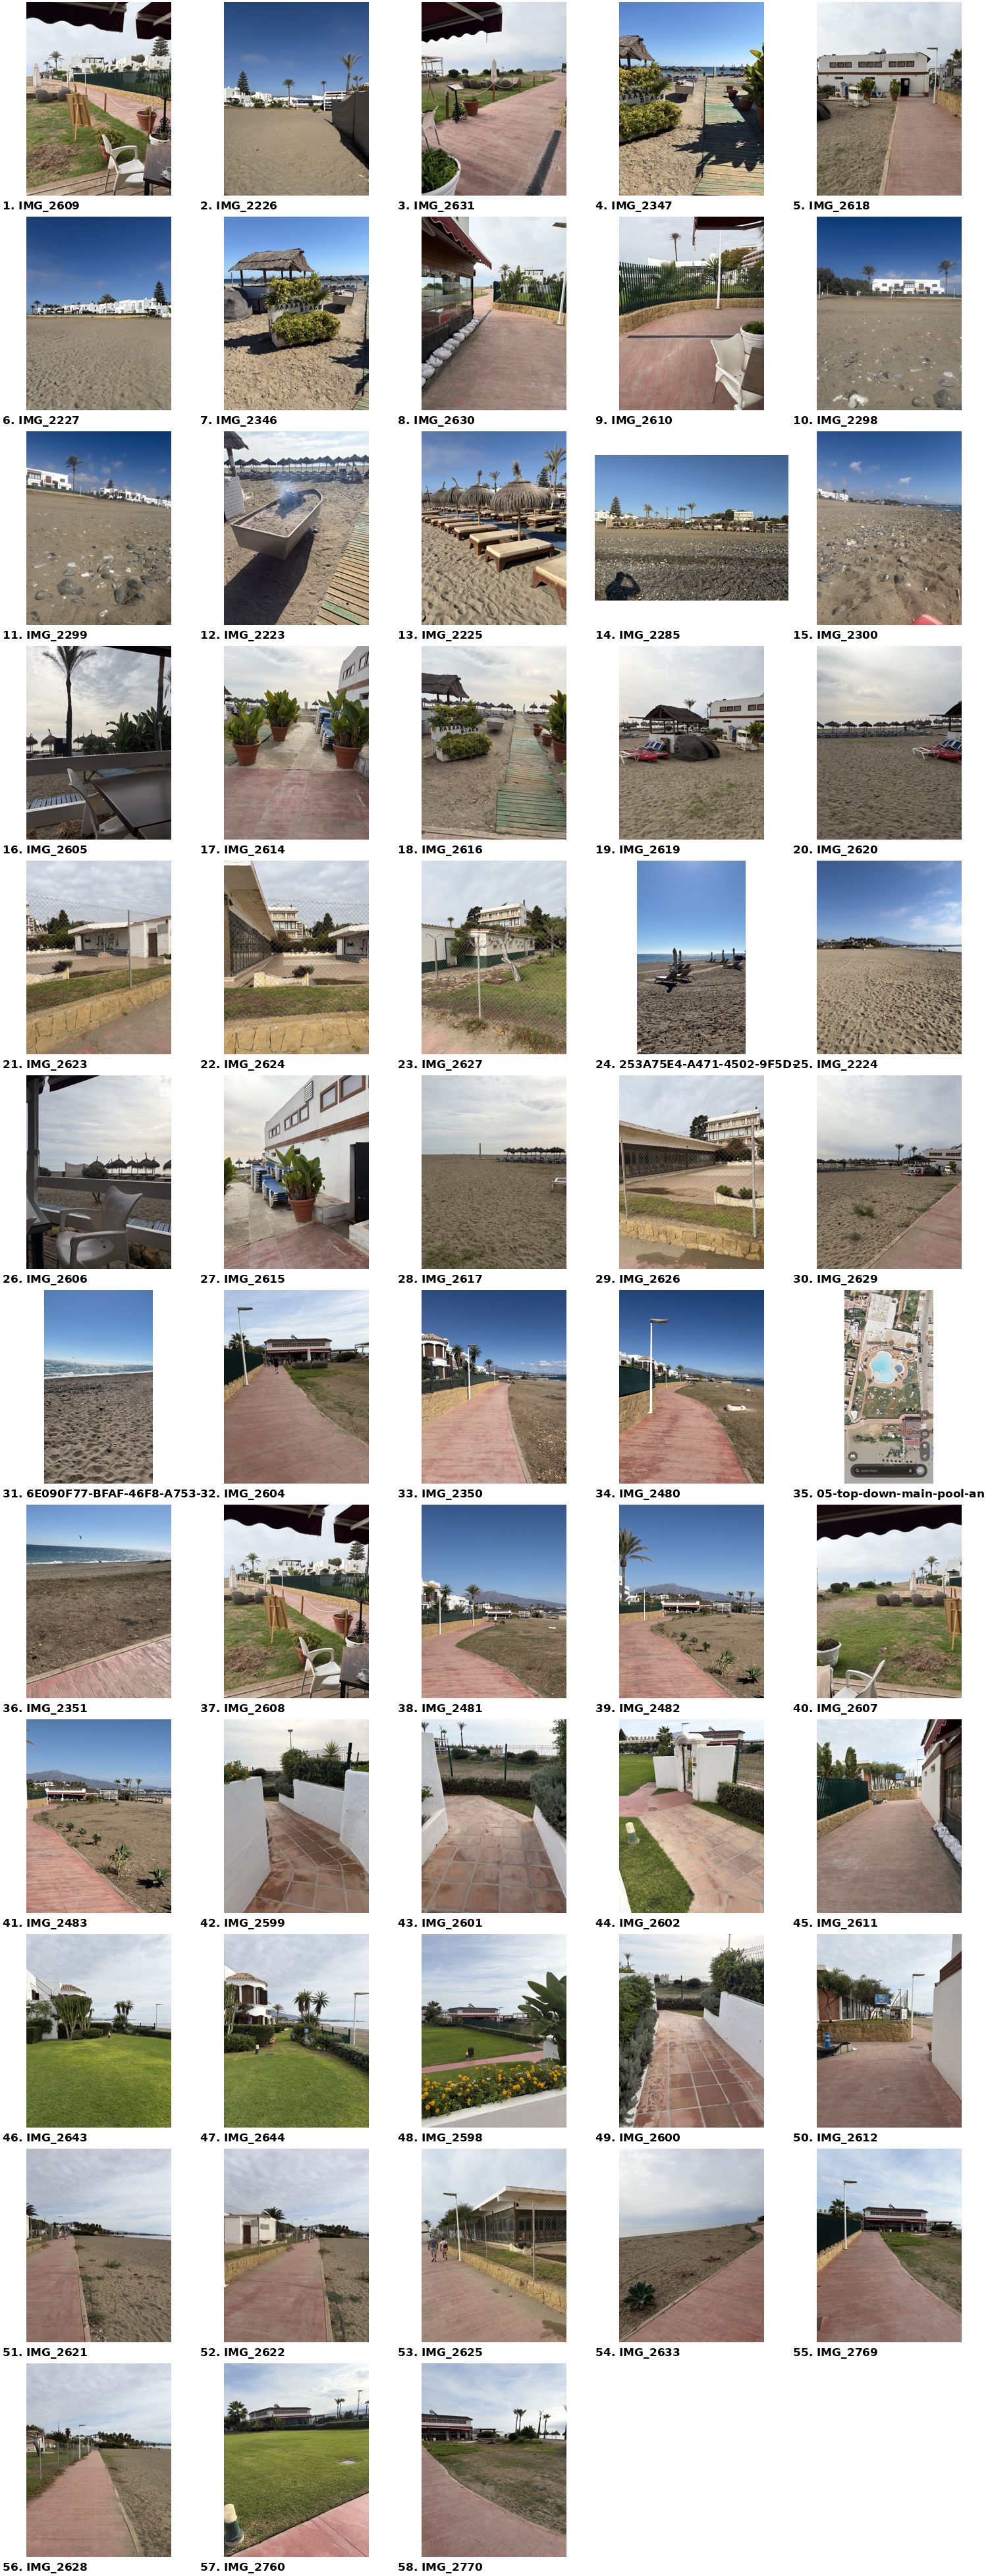 1. IMG_2609
2. IMG_2226
3. IMG_2631
4. IMG_2347
5. IMG_2618
6. IMG_2227
7. IMG_2346
8. IMG_2630
9. IMG_2610
10. IMG_2298
11. IMG_2299
12. IMG_2223
13. IMG_2225
14. IMG_2285
15. IMG_2300
16. IMG_2605
17. IMG_2614
18. IMG_2616
19. IMG_2619
20. IMG_2620
21. IMG_2623
22. IMG_2624
23. IMG_2627
24. 253A75E4-A471-4502-9F5D-
25. IMG_2224
26. IMG_2606
27. IMG_2615
28. IMG_2617
29. IMG_2626
30. IMG_2629
31. 6E090F77-BFAF-46F8-A753-
32. IMG_2604
33. IMG_2350
34. IMG_2480
35. 05-top-down-main-pool-an
36. IMG_2351
37. IMG_2608
38. IMG_2481
39. IMG_2482
40. IMG_2607
41. IMG_2483
42. IMG_2599
43. IMG_2601
44. IMG_2602
45. IMG_2611
46. IMG_2643
47. IMG_2644
48. IMG_2598
49. IMG_2600
50. IMG_2612
51. IMG_2621
52. IMG_2622
53. IMG_2625
54. IMG_2633
55. IMG_2769
56. IMG_2628
57. IMG_2760
58. IMG_2770